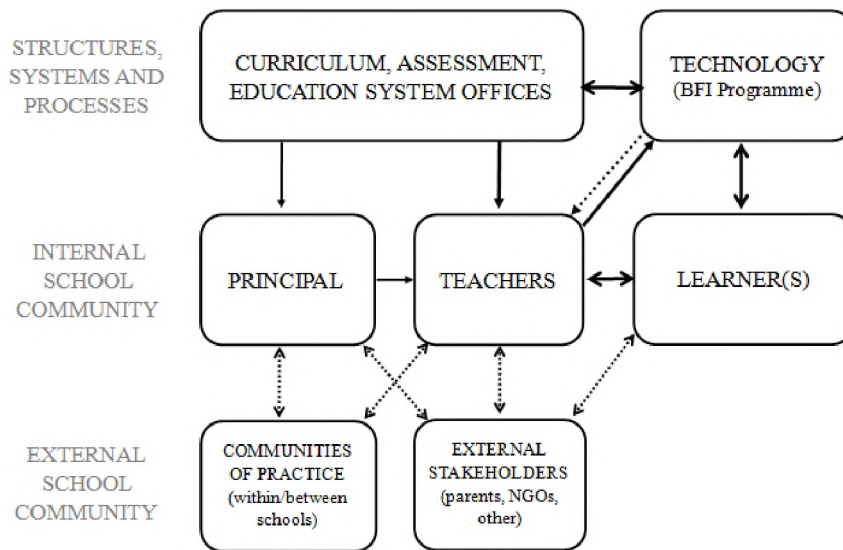 STRUCTURES,
SYSTEMS AND
PROCESSES
CURRICULUM, ASSESSMENT,
EDUCATION SYSTEM OFFICES
TECHNOLOGY
(BFI Programme)
INTERNAL
SCHOOL
COMMUNITY
PRINCIPAL
TEACHERS
LEARNER(S)
EXTERNAL
SCHOOL
COMMUNITY
COMMUNITIES
OF PRACTICE
(within/between
schools)
EXTERNAL
STAKEHOLDERS
(parents, NGOs,
other)